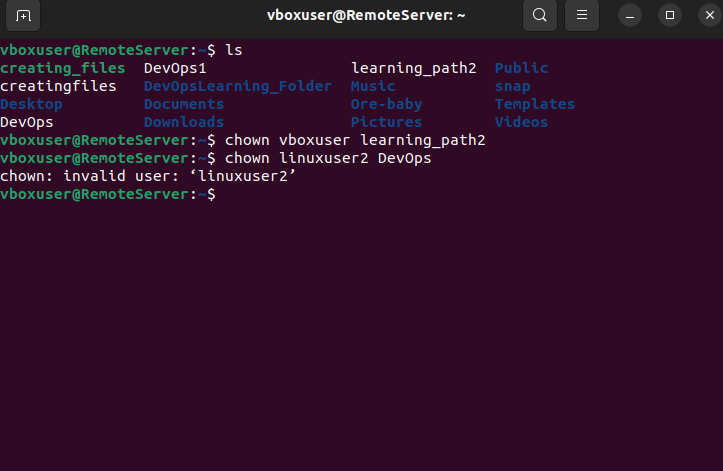 vboxuser@RemoteServer: ~
vboxuser@RemoteServer:~$ ls
creating_files  DevOps1                learning_path2  Public
creatingfiles   DevOpsLearning_Folder  Music           snap
Desktop         Documents              Ore-baby        Templates
DevOps          Downloads              Pictures        Videos
vboxuser@RemoteServer:~$ chown vboxuser learning_path2
vboxuser@RemoteServer:~$ chown linuxuser2 DevOps
chown: invalid user: ‘linuxuser2’
vboxuser@RemoteServer:~$